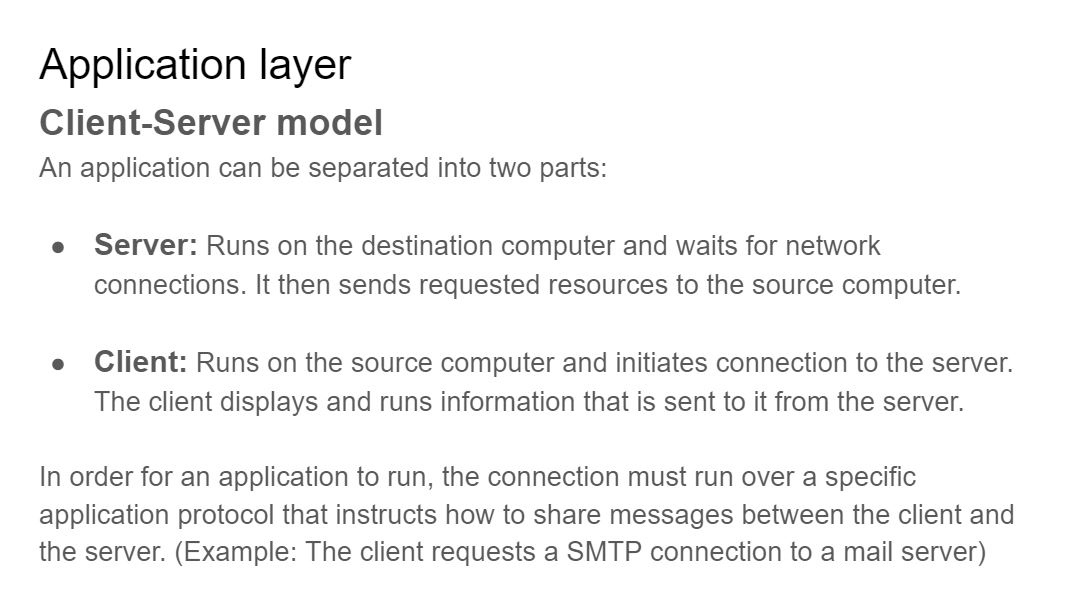 Application layer
Client-Server model
An application can be separated into two parts:
● Server: Runs on the destination computer and waits for network
connections. It then sends requested resources to the source computer.
● Client: Runs on the source computer and initiates connection to the server.
The client displays and runs information that is sent to it from the server.
In order for an application to run, the connection must run over a specific
application protocol that instructs how to share messages between the client and
the server. (Example: The client requests a SMTP connection to a mail server)